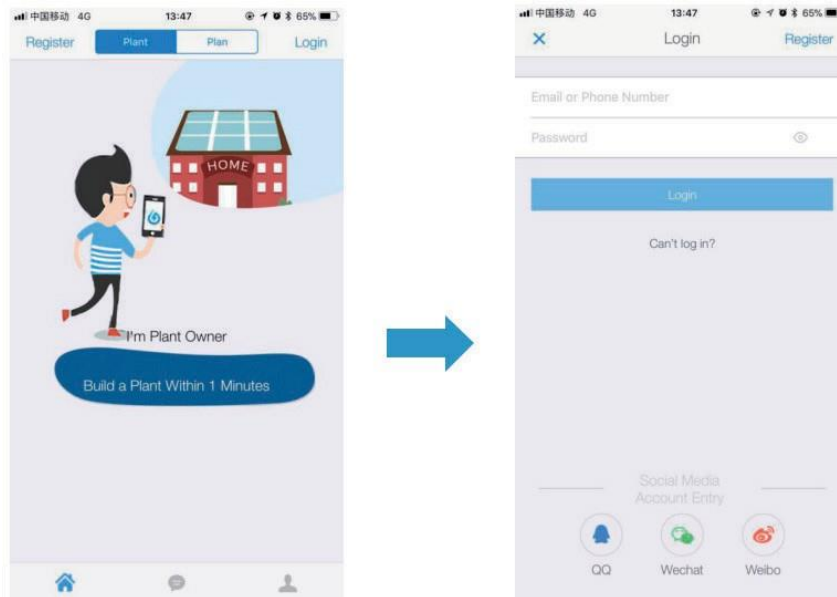 中国移动 4G 13:47 65%
Register Plant Plan Login
HOME
I'm Plant Owner
Build a Plant Within 1 Minutes
中国移动 4G 13:47 65%
Login Register
Email or Phone Number
Password
Login
Can't log in?
Social Media
Account Entry
QQ Wechat Weibo